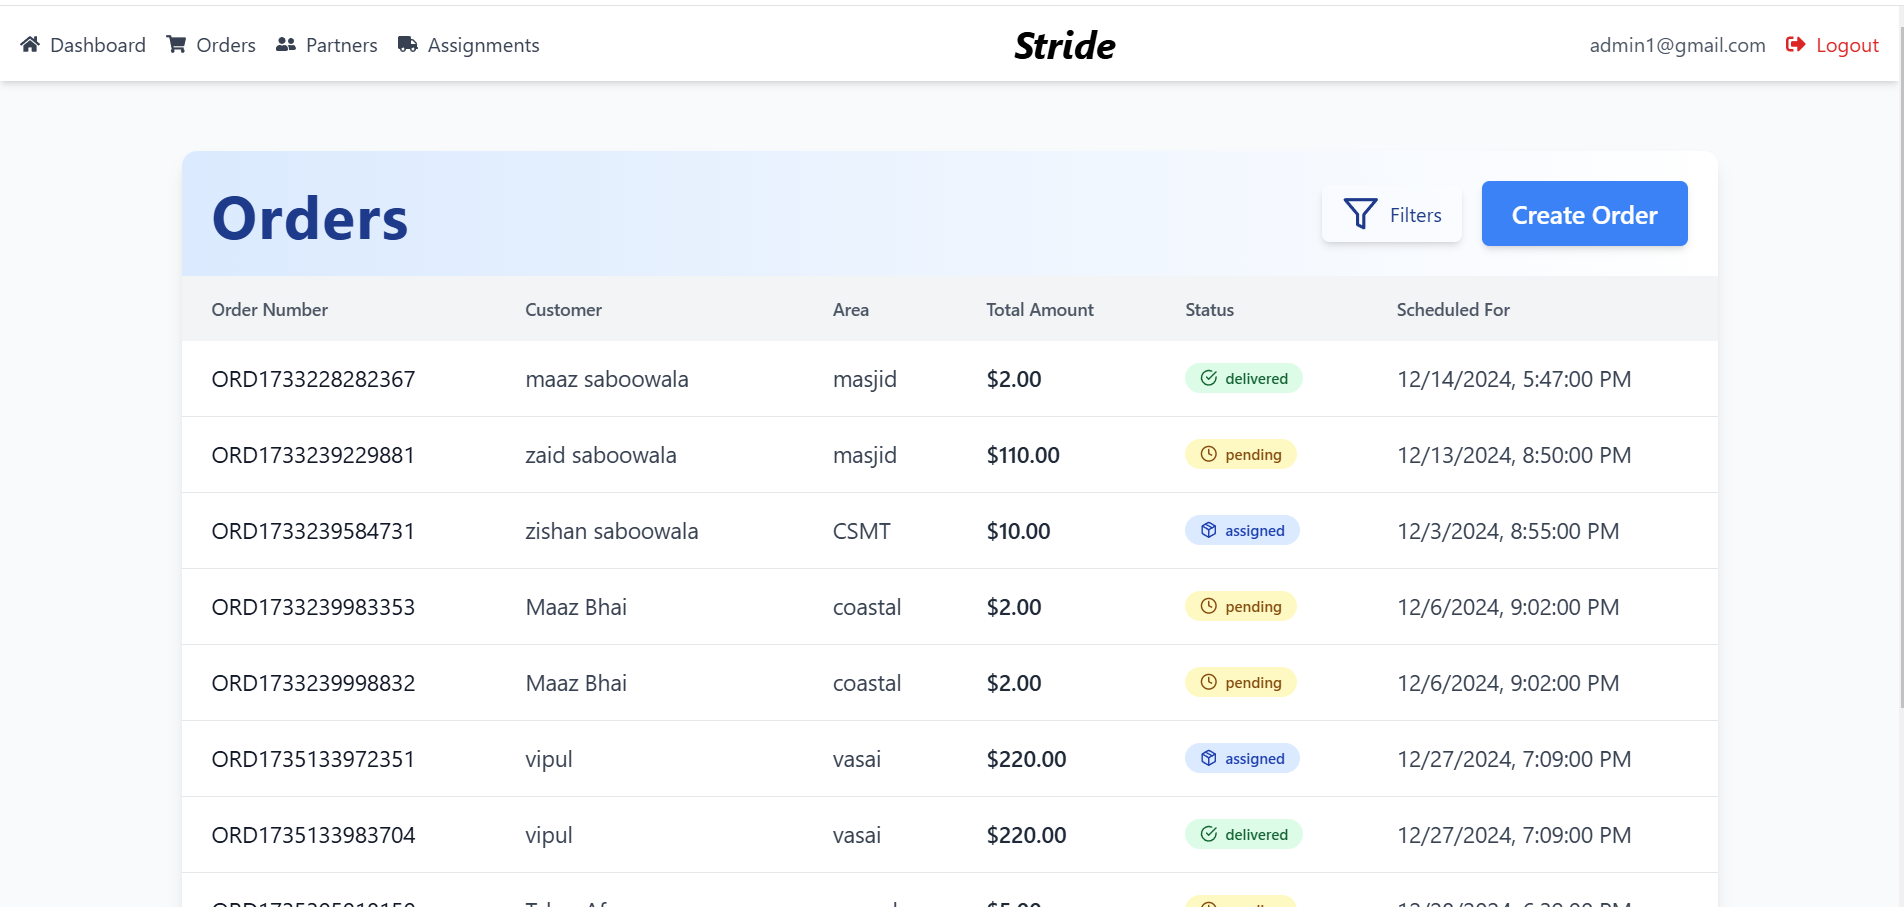 Dashboard Orders Partners Assignments Stride admin1@gmail.com Logout
Orders Filters Create Order
Order Number Customer Area Total Amount Status Scheduled For
ORD1733228282367 maaz saboowala masjid $2.00 delivered 12/14/2024, 5:47:00 PM
ORD1733239229881 zaid saboowala masjid $110.00 pending 12/13/2024, 8:50:00 PM
ORD1733239584731 zishan saboowala CSMT $10.00 assigned 12/3/2024, 8:55:00 PM
ORD1733239983353 Maaz Bhai coastal $2.00 pending 12/6/2024, 9:02:00 PM
ORD1733239998832 Maaz Bhai coastal $2.00 pending 12/6/2024, 9:02:00 PM
ORD1735133972351 vipul vasai $220.00 assigned 12/27/2024, 7:09:00 PM
ORD1735133983704 vipul vasai $220.00 delivered 12/27/2024, 7:09:00 PM